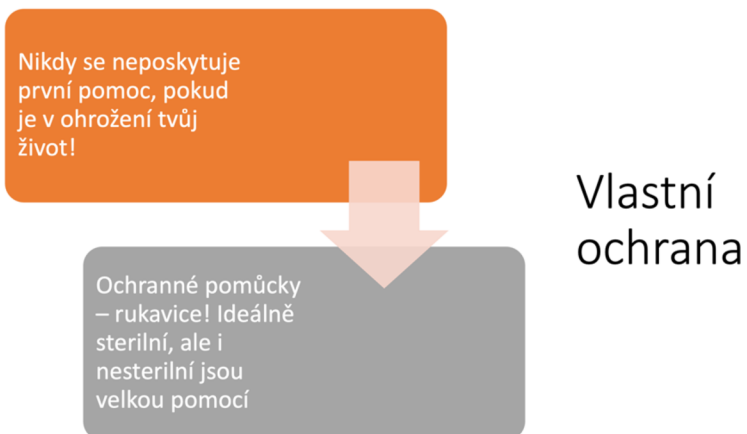 Nikdy se neposkytuje
první pomoc, pokud
je v ohrožení tvůj
život!
Vlastní
ochrana
Ochranné pomůcky
– rukavice! Ideálně
sterilní, ale i
nesterilní jsou
velkou pomocí